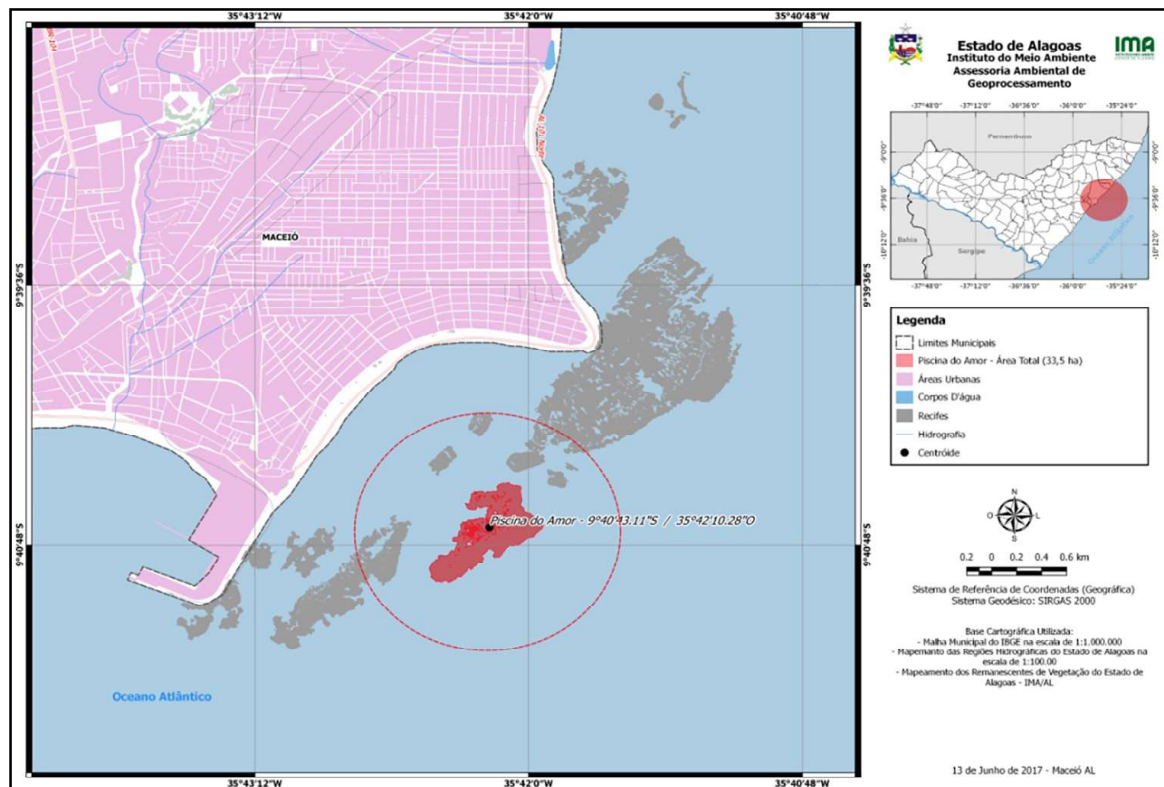 35°43'12"O
35°42'0"O
35°40'48"O
BR-101
AL-101-Norte
MACEIÓ
9°39'36"S
9°39'36"S
Piscina do Amor - 9°40'43.11"S / 35°42'10.28"O
9°40'48"S
9°40'48"S
Oceano Atlântico
35°43'12"O
35°42'0"O
35°40'48"O
Estado de Alagoas
Instituto do Meio Ambiente
Assessoria Ambiental de
Geoprocessamento
IMA
-37°48'0" -37°12'0" -36°36'0" -36°0'0" -35°24'0"
Pernambuco
-9°0'0"
-9°0'0"
-9°36'0"
-9°36'0"
-10°12'0"
-10°12'0"
Bahia
Sergipe
Oceano Atlântico
-37°48'0" -37°12'0" -36°36'0" -36°0'0" -35°24'0"
Legenda
Limites Municipais
Piscina do Amor - Área Total (33,5 ha)
Áreas Urbanas
Corpos D'água
Recifes
Hidrografia
Centróide
N
O L
S
0.2 0 0.2 0.4 0.6 km
Sistema de Referência de Coordenadas (Geográfica)
Sistema Geodésico: SIRGAS 2000
Base Cartográfica Utilizada:
- Malha Municipal do IBGE na escala de 1:1.000.000
- Mapemanto das Regiões Hidrográficas do Estado de Alagoas na
escala de 1:100.00
- Mapeamento dos Remanescentes de Vegetação do Estado de
Alagoas - IMA/AL
13 de Junho de 2017 - Maceió AL